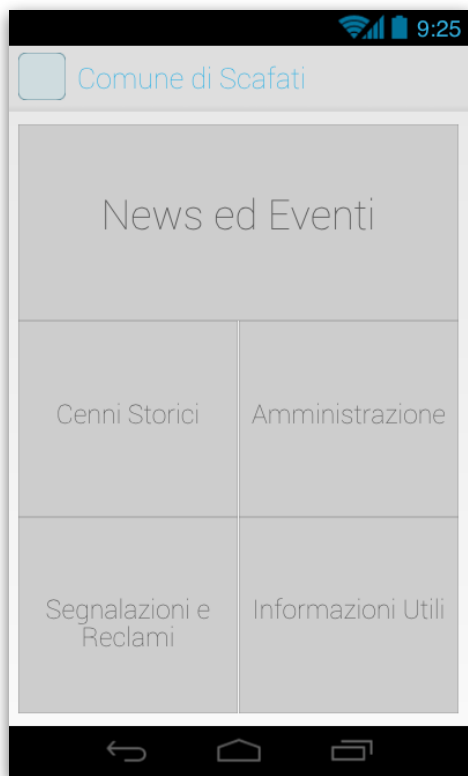 9:25
Comune di Scafati
News ed Eventi
Cenni Storici
Amministrazione
Segnalazioni e
Reclami
Informazioni Utili